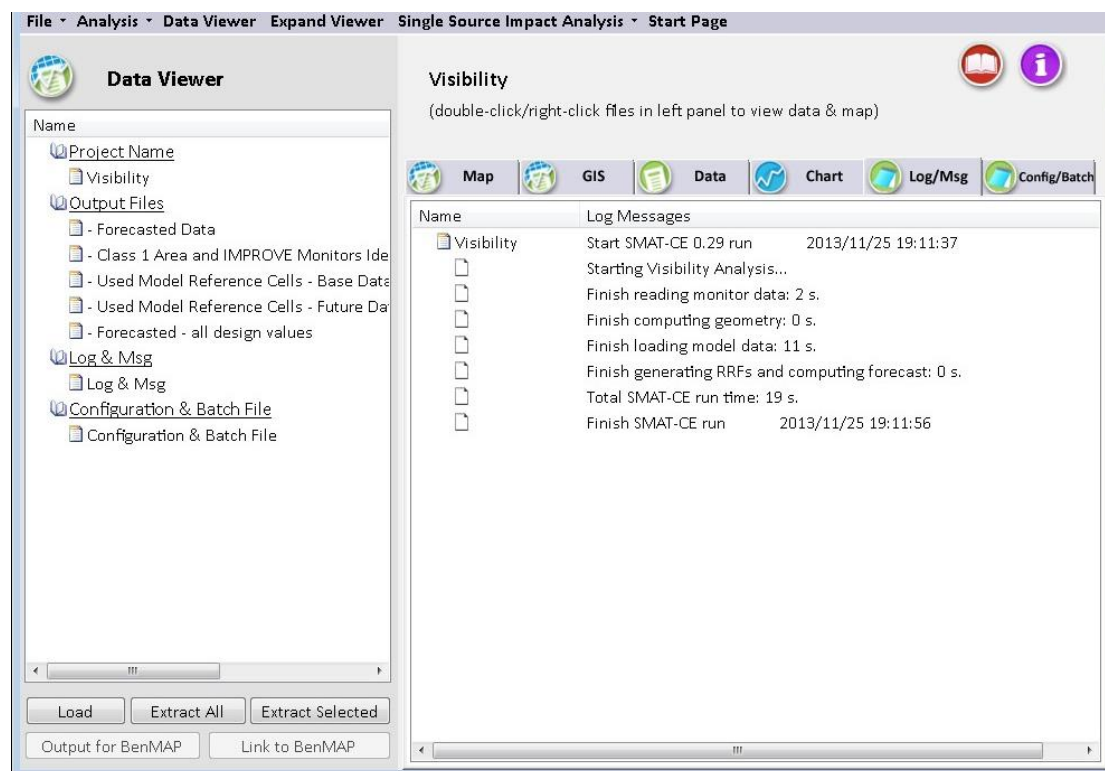 File Analysis Data Viewer Expand Viewer Single Source Impact Analysis Start Page
Data Viewer
Name
Project Name
Visibility
Output Files
- Forecasted Data
- Class 1 Area and IMPROVE Monitors Ide
- Used Model Reference Cells - Base Data
- Used Model Reference Cells - Future Da
- Forecasted - all design values
Log & Msg
Log & Msg
Configuration & Batch File
Configuration & Batch File
Load Extract All Extract Selected
Output for BenMAP Link to BenMAP
Visibility
(double-click/right-click files in left panel to view data & map)
Map GIS Data Chart Log/Msg Config/Batch
Name Log Messages
Visibility Start SMAT-CE 0.29 run 2013/11/25 19:11:37
Starting Visibility Analysis...
Finish reading monitor data: 2 s.
Finish computing geometry: 0 s.
Finish loading model data: 11 s.
Finish generating RRFs and computing forecast: 0 s.
Total SMAT-CE run time: 19 s.
Finish SMAT-CE run 2013/11/25 19:11:56